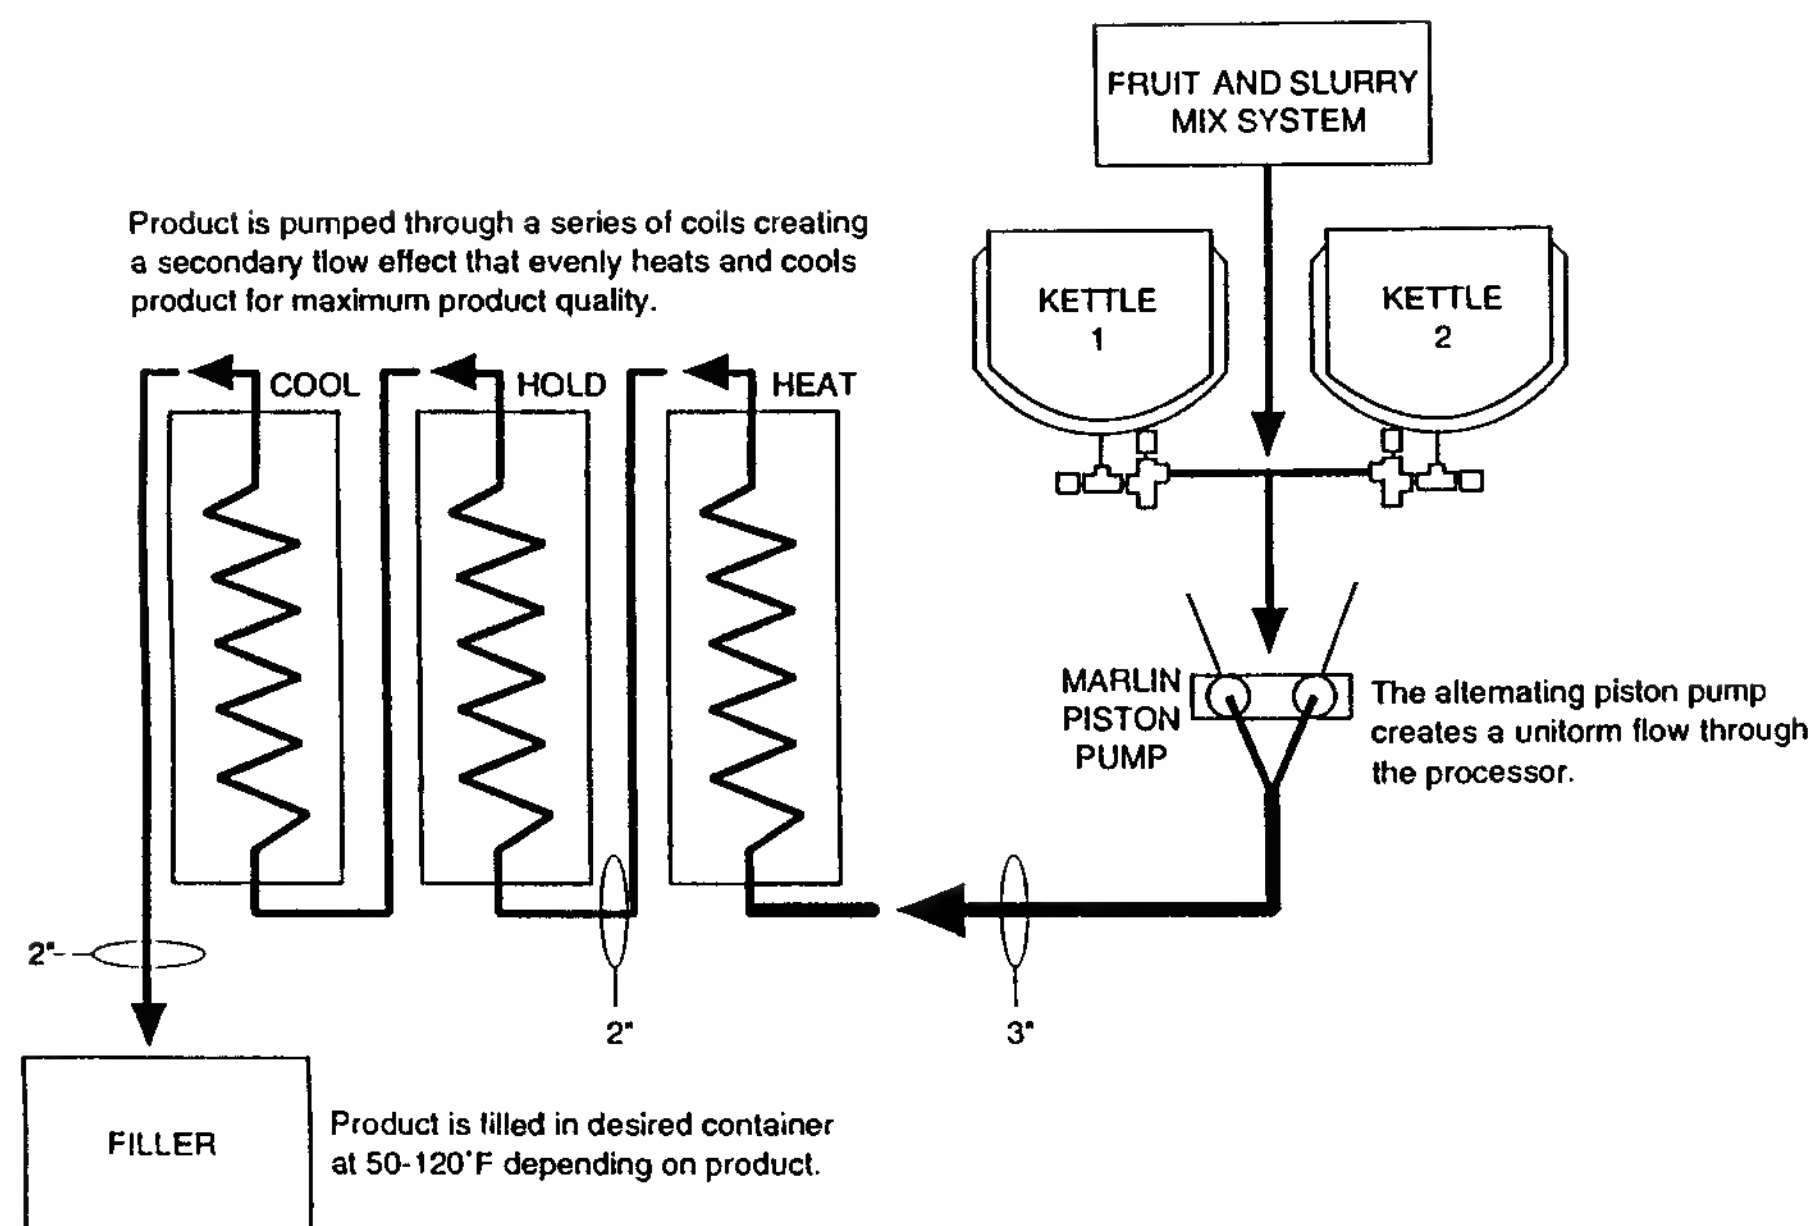 FRUIT AND SLURRY
MIX SYSTEM
Product is pumped through a series of coils creating
a secondary flow effect that evenly heats and cools
product for maximum product quality.
KETTLE
1
KETTLE
2
COOL
HOLD
HEAT
MARLIN
PISTON
PUMP
The alternating piston pump
creates a unitorm flow through
the processor.
2"
2"
3"
FILLER
Product is filled in desired container
at 50-120°F depending on product.